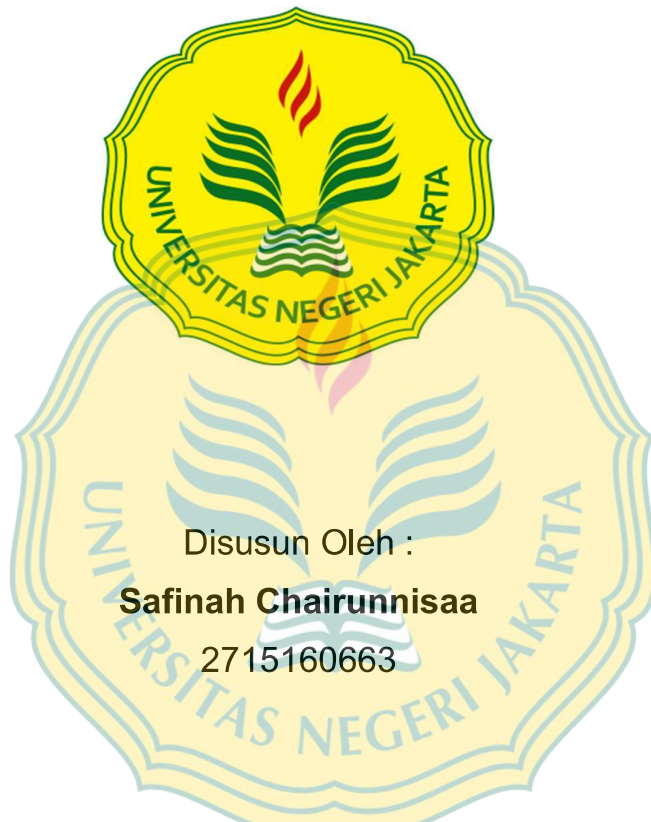 UNIVERSITAS NEGERI JAKARTA
Disusun Oleh :
Safinah Chairunnisaa
2715160663
UNIVERSITAS NEGERI JAKARTA